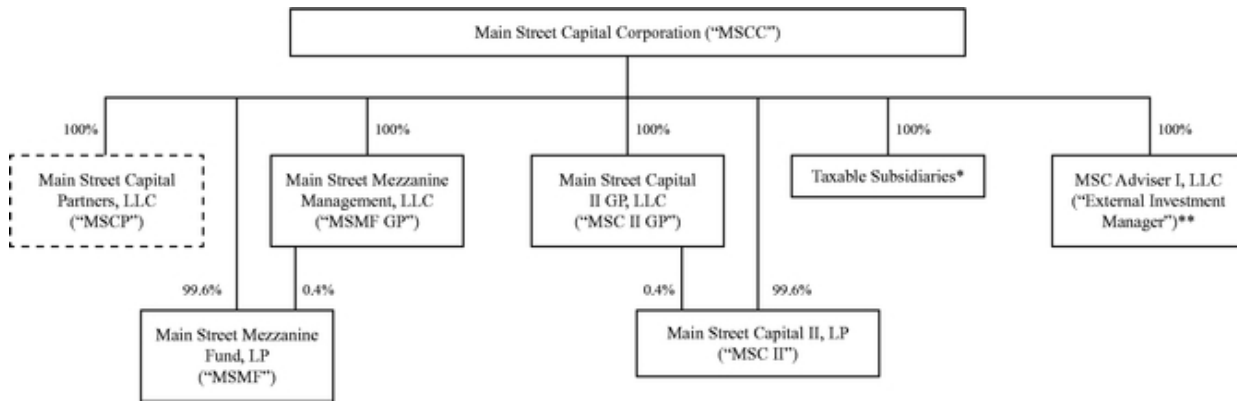 Main Street Capital Corporation (“MSCC”)
100%
100%
100%
100%
100%
Main Street Capital
Partners, LLC
(“MSCP”)
Main Street Mezzanine
Management, LLC
(“MSMF GP”)
Main Street Capital
II GP, LLC
(“MSC II GP”)
Taxable Subsidiaries*
MSC Adviser I, LLC
(“External Investment
Manager”)**
99.6%
0.4%
0.4%
99.6%
Main Street Mezzanine
Fund, LP
(“MSMF”)
Main Street Capital II, LP
(“MSC II”)